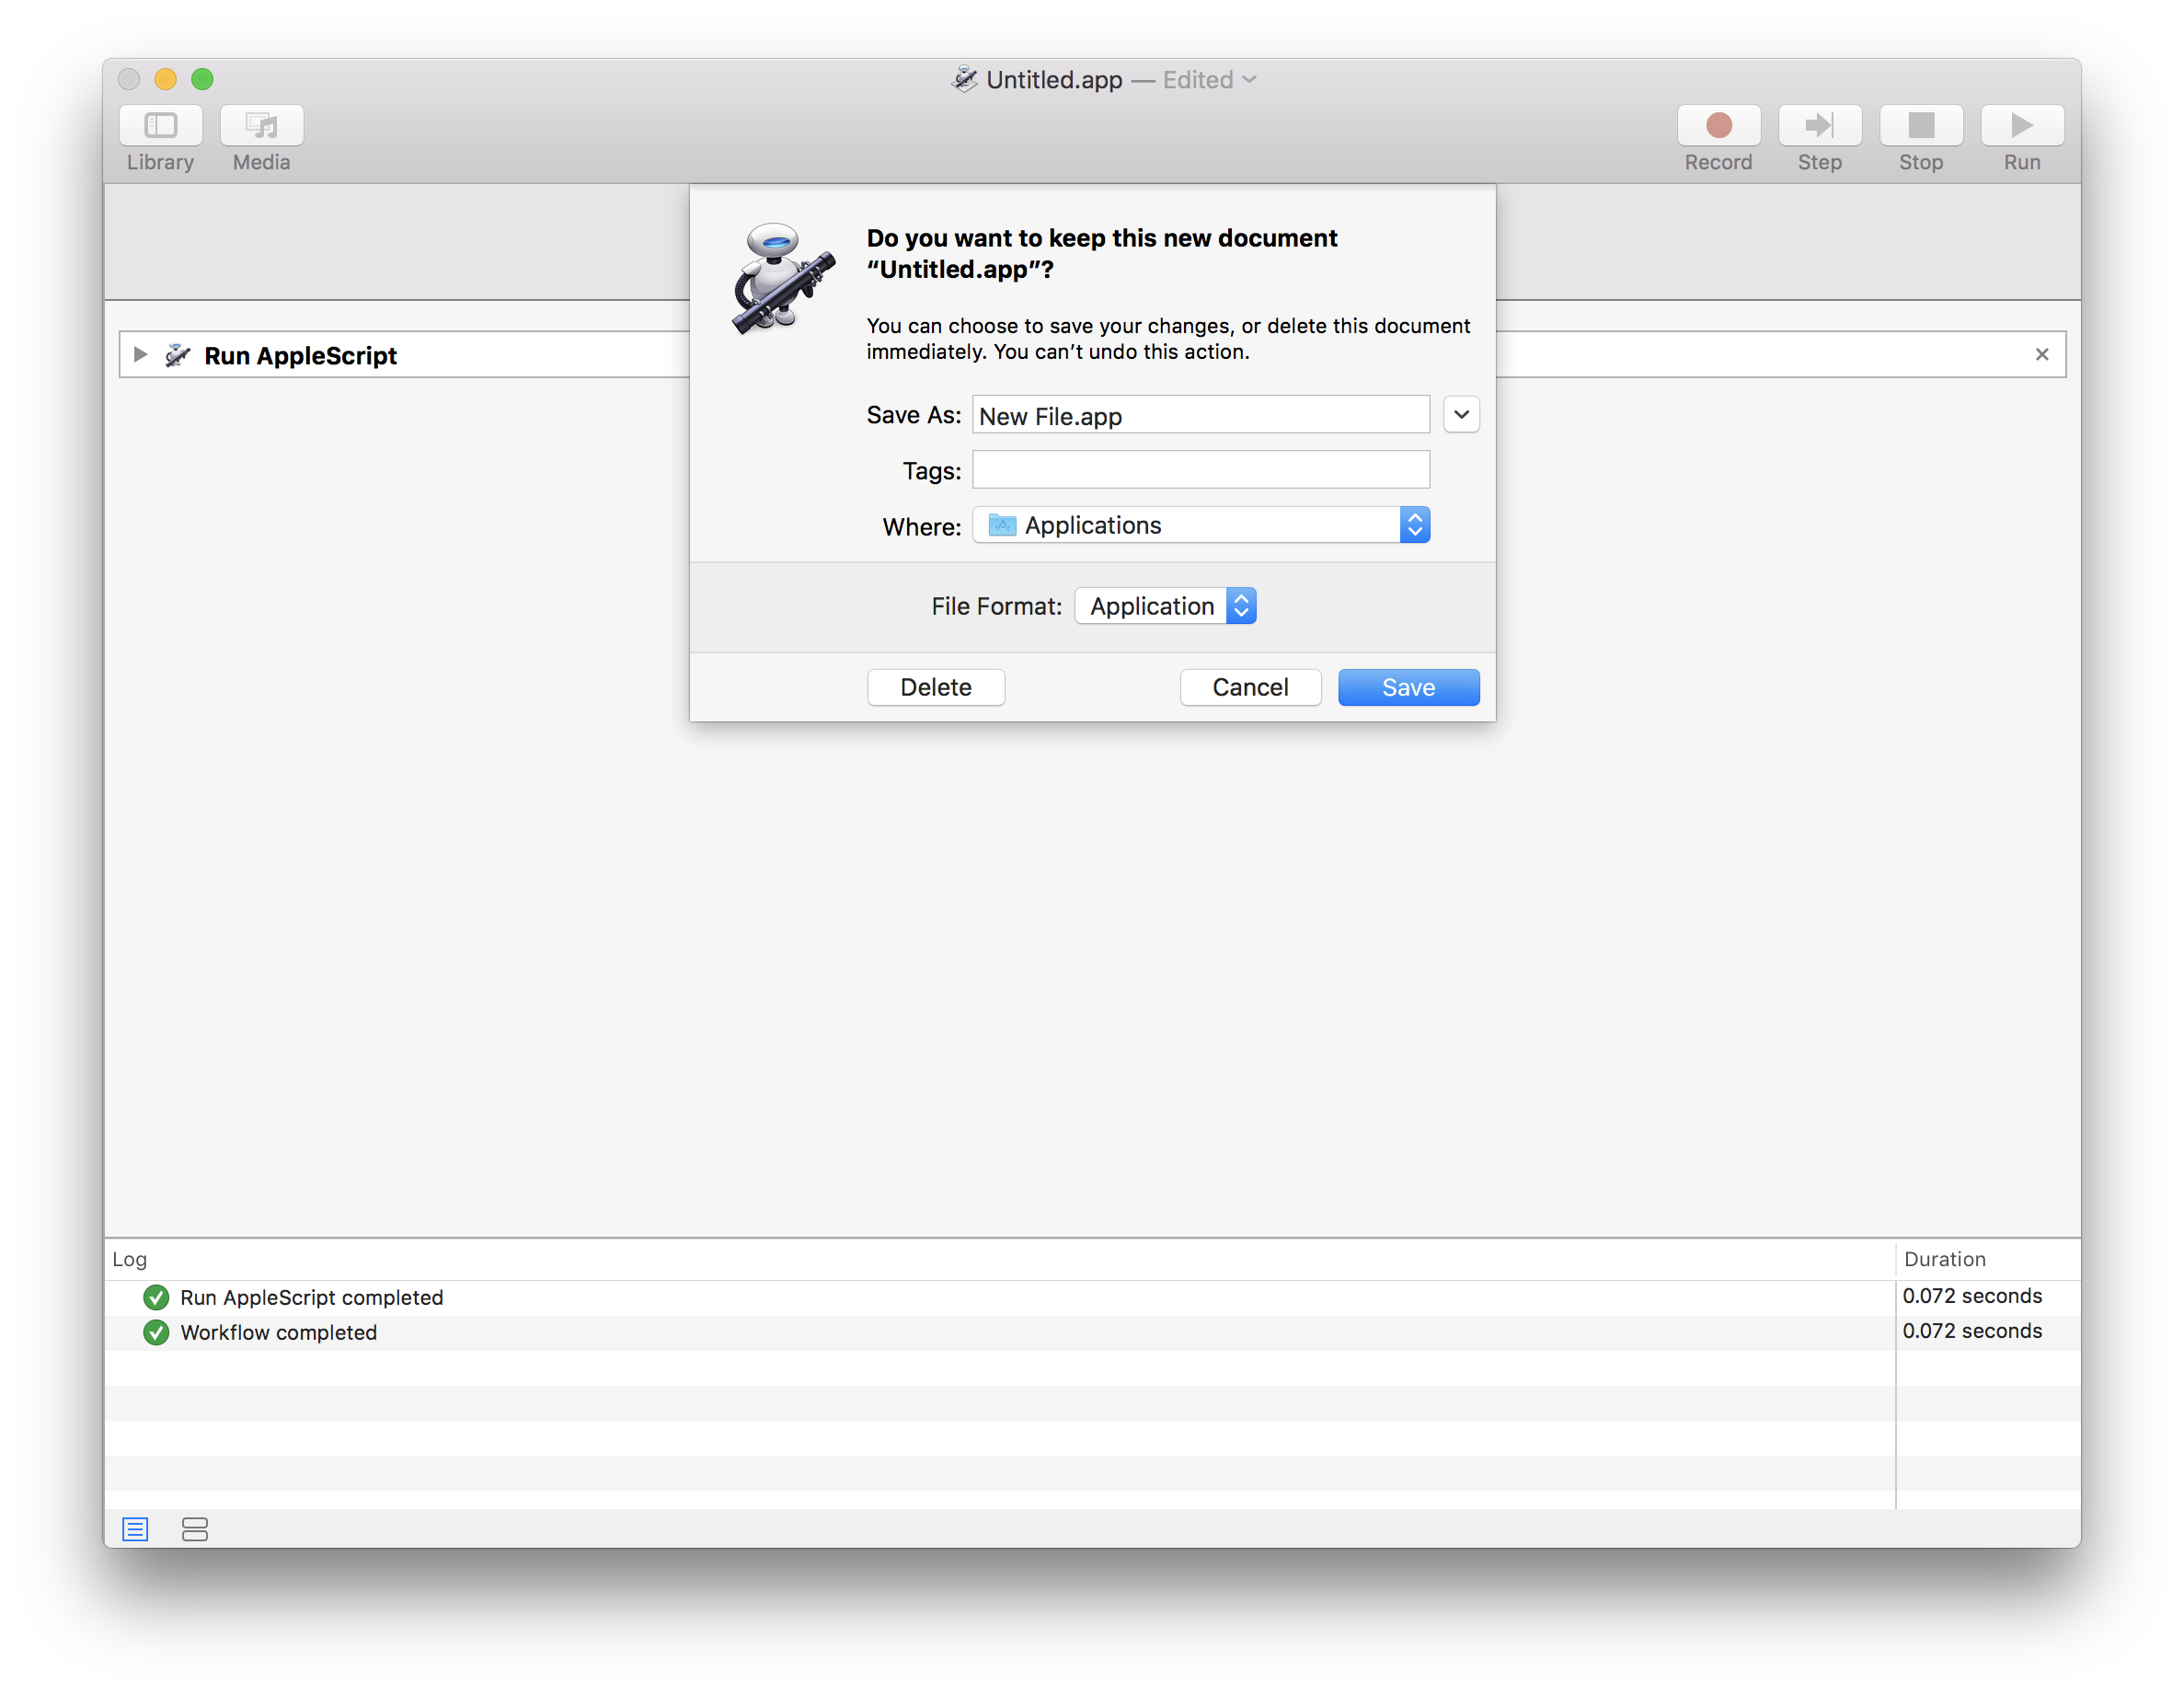 Untitled.app — Edited
Library
Media
Record
Step
Stop
Run
Do you want to keep this new document
“Untitled.app”?
You can choose to save your changes, or delete this document
immediately. You can’t undo this action.
Save As: New File.app
Tags:
Where: Applications
File Format: Application
Delete
Cancel
Save
Run AppleScript
Log
Duration
Run AppleScript completed
0.072 seconds
Workflow completed
0.072 seconds